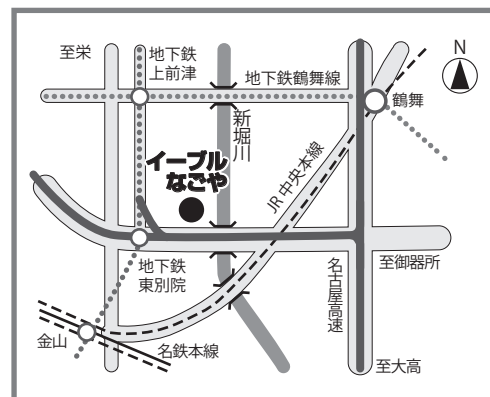 至栄
地下鉄
上前津
地下鉄鶴舞線
N
鶴舞
新堀川
イーブル
なごや
JR中央本線
地下鉄
東別院
名古屋高速
至御器所
金山
名鉄本線
至大高